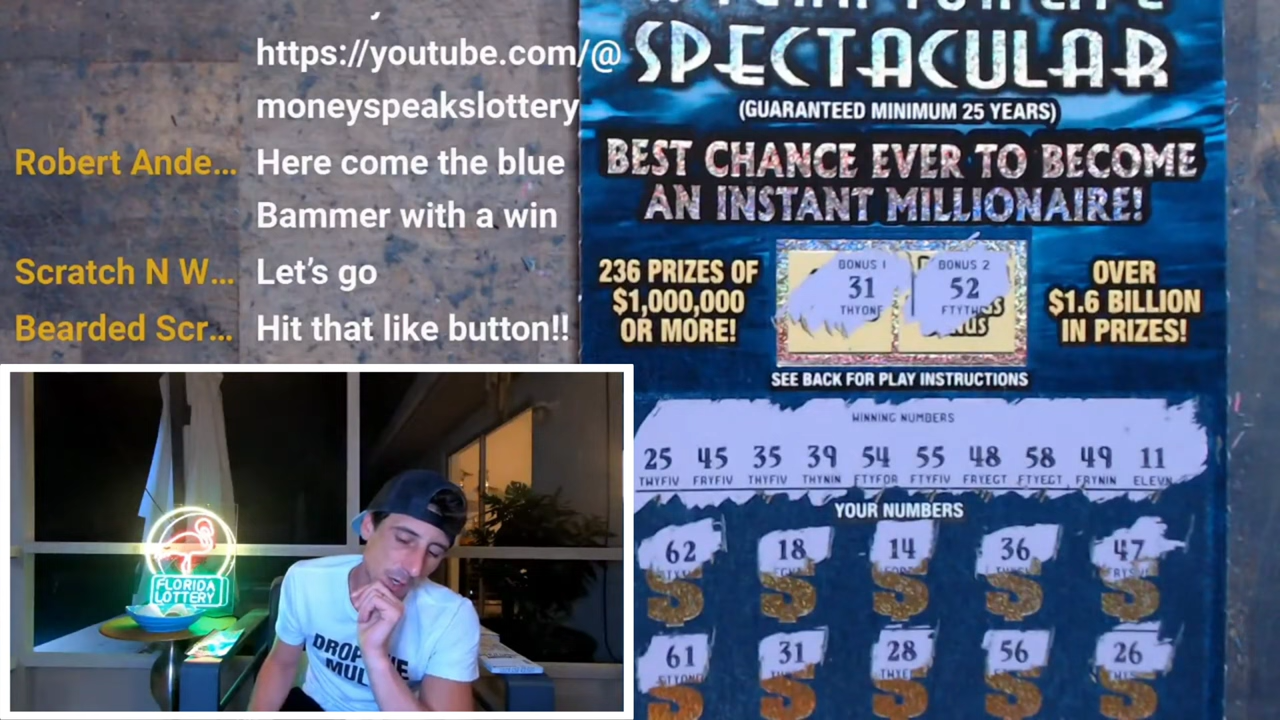 https://youtube.com/@
moneyspeakslottery
Robert Ande… Here come the blue
Bammer with a win
Scratch N W… Let’s go
Bearded Scr… Hit that like button!!
SPECTACULAR
(GUARANTEED MINIMUM 25 YEARS)
BEST CHANCE EVER TO BECOME
AN INSTANT MILLIONAIRE!
236 PRIZES OF
$1,000,000
OR MORE!
BONUS 1
31
THYONE
BONUS 2
52
FTYTH
OVER
$1.6 BILLION
IN PRIZES!
SEE BACK FOR PLAY INSTRUCTIONS
WINNING NUMBERS
25 45 35 39 54 55 48 58 49 11
TWYFIV FRYFIV THYFIV THYNIN FTYFOR FTYFIV FRYEGT FTYEGT FRYNIN ELEVN
YOUR NUMBERS
62 18 14 36 47
61 31 28 56 26
FLORIDA
LOTTERY